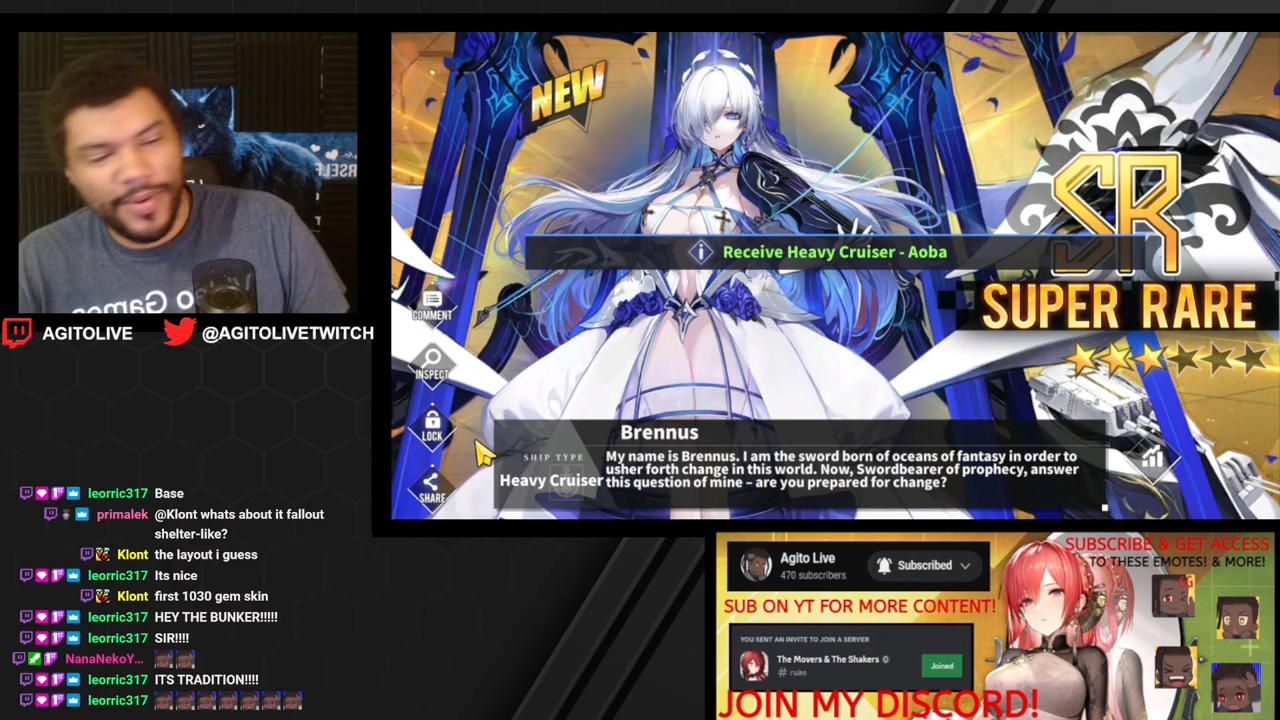 NEW
SR
SUPER RARE
Receive Heavy Cruiser - Aoba
COMMENT
INSPECT
LOCK
SHARE
Brennus
SHIP TYPE
Heavy Cruiser
My name is Brennus. I am the sword born of oceans of fantasy in order to
usher forth change in this world. Now, Swordbearer of prophecy, answer
this question of mine – are you prepared for change?
AGITOLIVE
@AGITOLIVETWITCH
leorric317 Base
primalek @Klont whats about it fallout
shelter-like?
Klont the layout i guess
leorric317 Its nice
Klont first 1030 gem skin
leorric317 HEY THE BUNKER!!!!!
leorric317 SIR!!!!
NanaNekoY...
leorric317 ITS TRADITION!!!!
leorric317
Agito Live
470 subscribers
Subscribed
SUB ON YT FOR MORE CONTENT!
YOU SENT AN INVITE TO JOIN A SERVER
The Movers & The Shakers
# rules
Joined
JOIN MY DISCORD!
SUBSCRIBE & GET ACCESS
TO THESE EMOTES! & MORE!